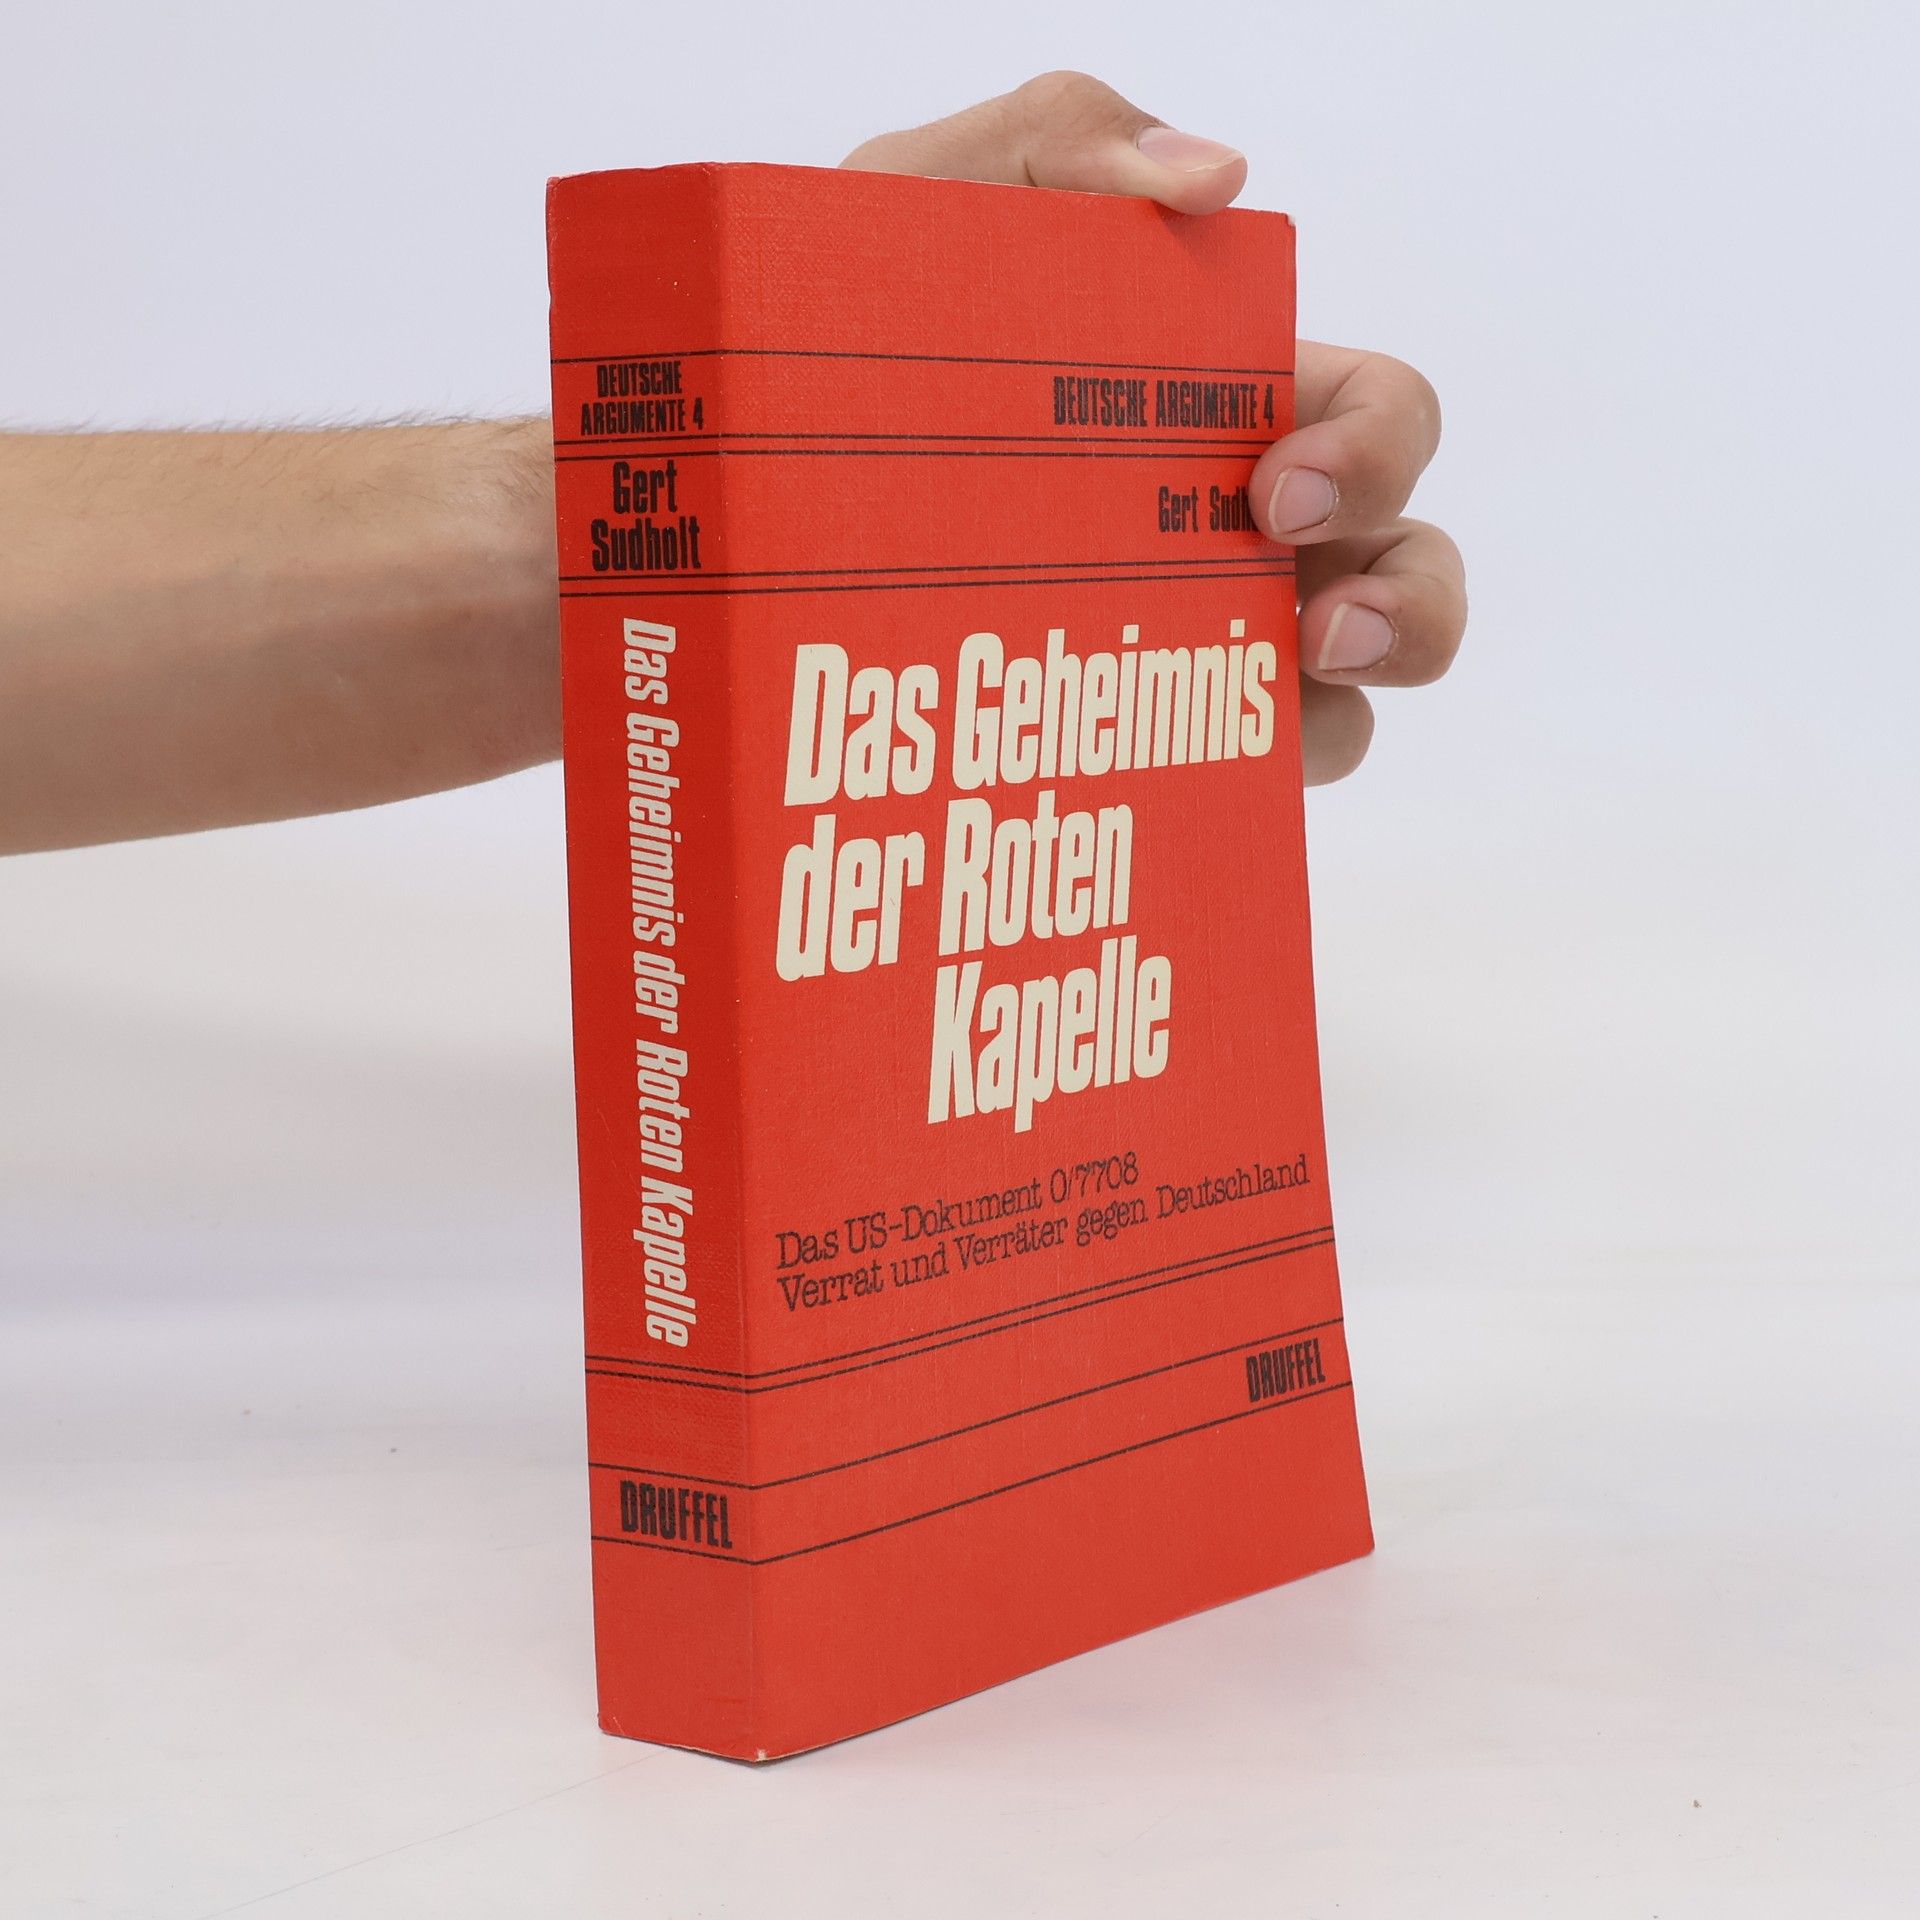 DEUTSCHE
ARGUMENTE 4
Gert
Sudholt
Das Geheimnis der Roten Kapelle
DRUFFEL
DEUTSCHE ARGUMENTE 4
Gert
Das Geheimnis
der Roten
Kapelle
Das US-Dokument 0/7708
Verrat und Verräter gegen Deutschland
DRUFFEL